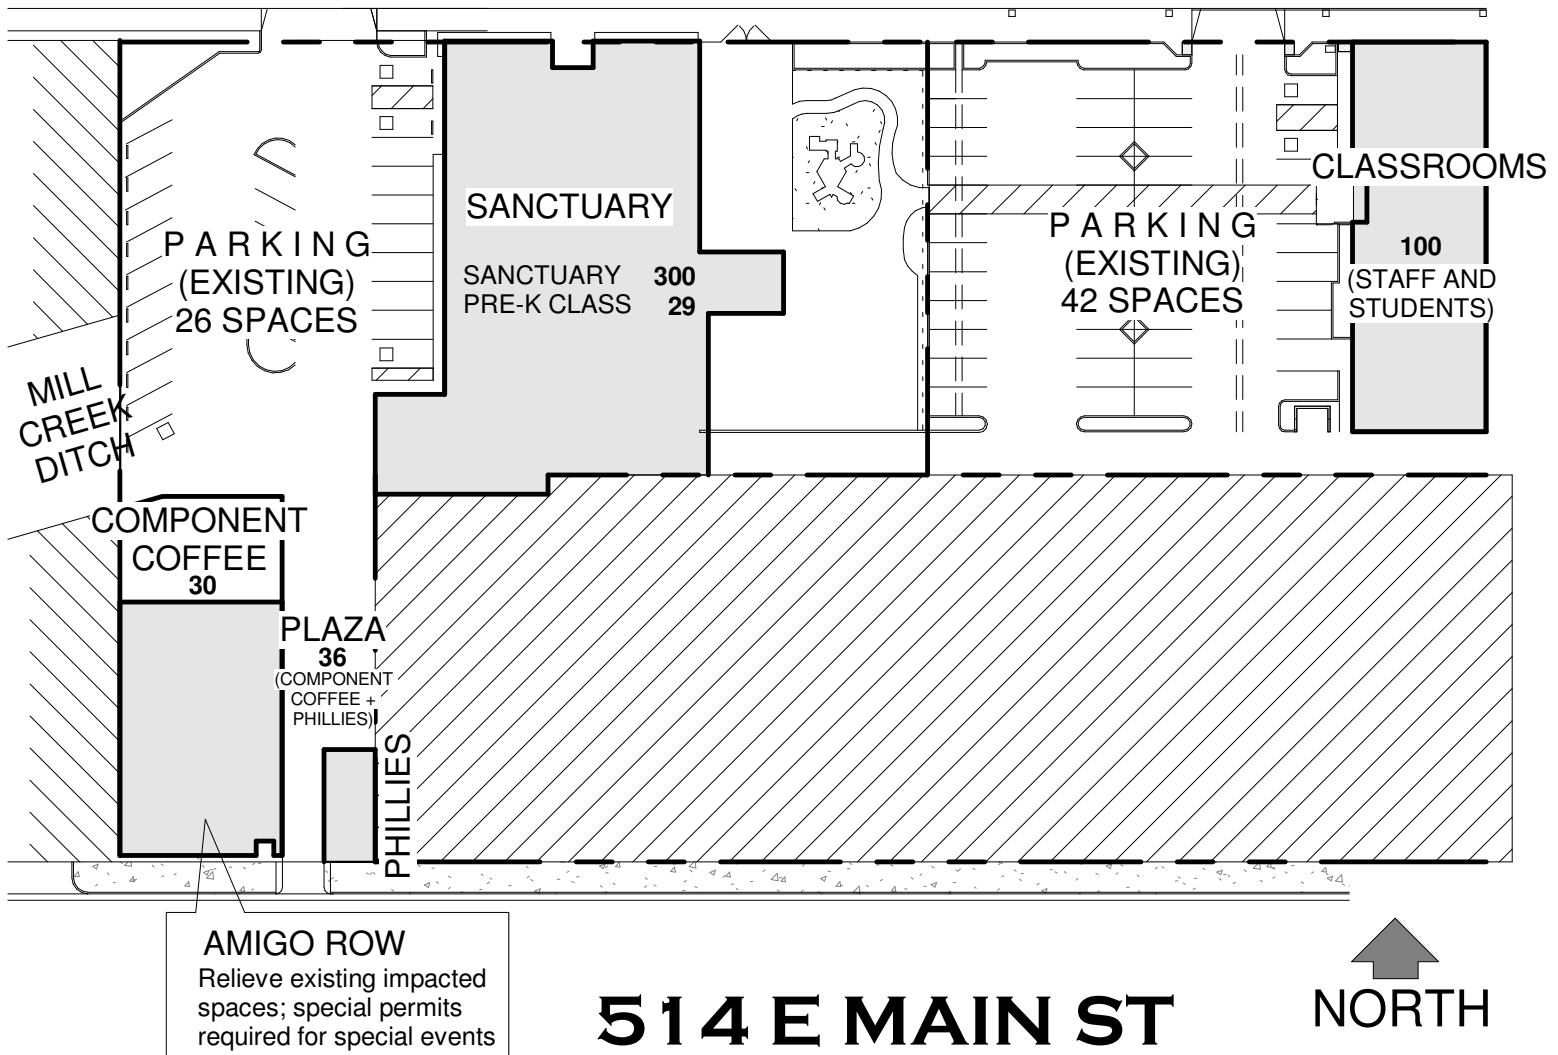 SANCTUARY
SANCTUARY 300
PRE-K CLASS 29
P A R K I N G
(EXISTING)
26 SPACES
P A R K I N G
(EXISTING)
42 SPACES
CLASSROOMS
100
(STAFF AND
STUDENTS)
MILL
CREEK
DITCH
COMPONENT
COFFEE
30
PLAZA
36
(COMPONENT
COFFEE +
PHILLIES)
PHILLIES
AMIGO ROW
Relieve existing impacted
spaces; special permits
required for special events
514 E MAIN ST
NORTH